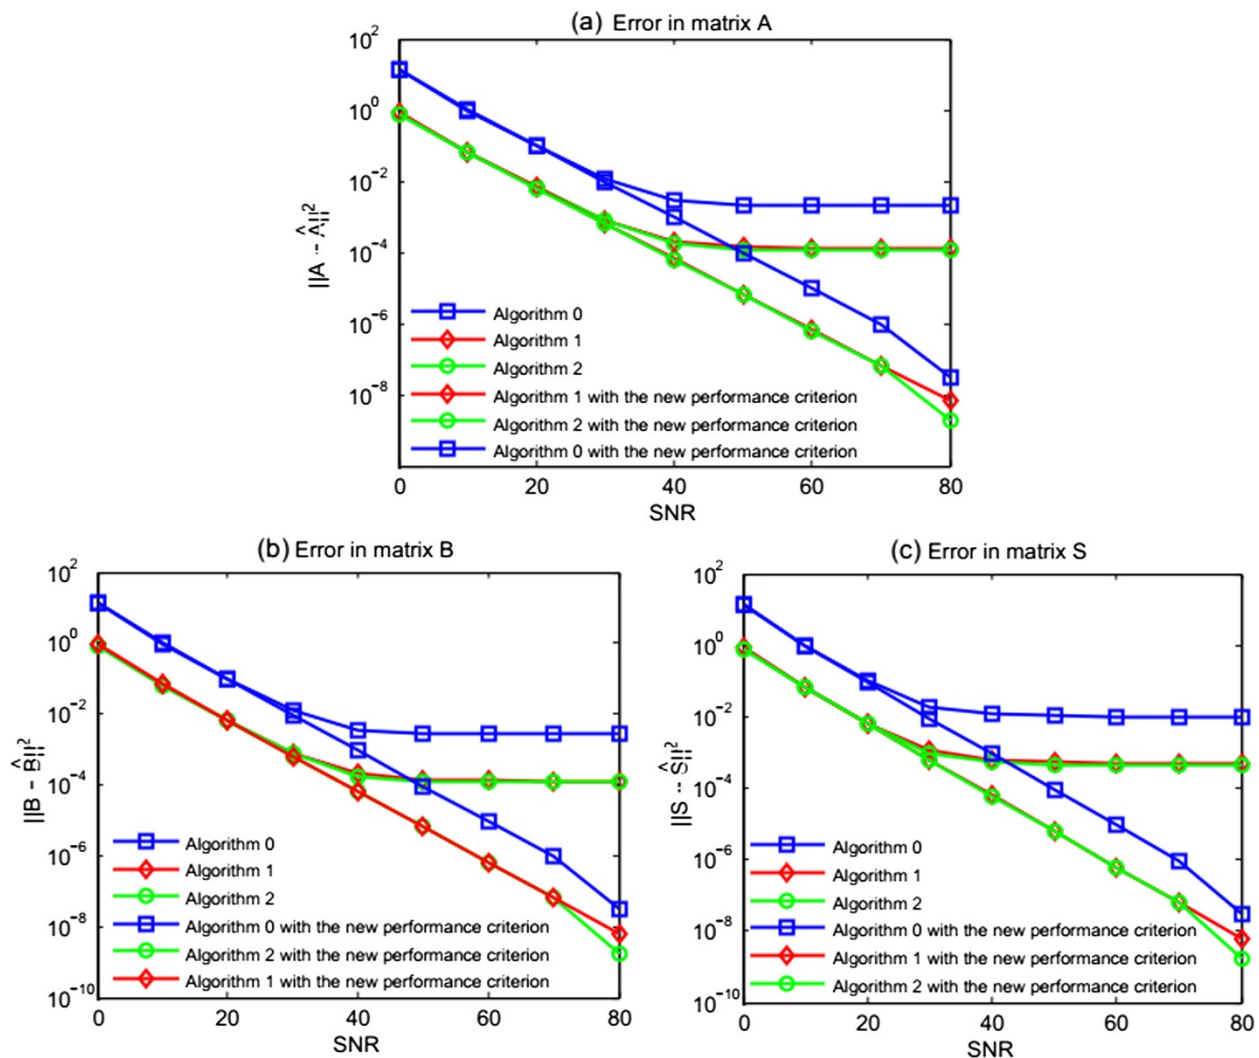 (a) Error in matrix A
10^2
10^0
10^-2
10^-4
10^-6
10^-8
||A -- Â||^2
Algorithm 0
Algorithm 1
Algorithm 2
Algorithm 1 with the new performance criterion
Algorithm 2 with the new performance criterion
Algorithm 0 with the new performance criterion
0 20 40 60 80
SNR
(b) Error in matrix B
10^2
10^0
10^-2
10^-4
10^-6
10^-8
10^-10
||B - B̂||^2
Algorithm 0
Algorithm 1
Algorithm 2
Algorithm 0 with the new performance criterion
Algorithm 2 with the new performance criterion
Algorithm 1 with the new performance criterion
0 20 40 60 80
SNR
(c) Error in matrix S
10^2
10^0
10^-2
10^-4
10^-6
10^-8
10^-10
||S -- Ŝ||^2
Algorithm 0
Algorithm 1
Algorithm 2
Algorithm 0 with the new performance criterion
Algorithm 1 with the new performance criterion
Algorithm 2 with the new performance criterion
0 20 40 60 80
SNR